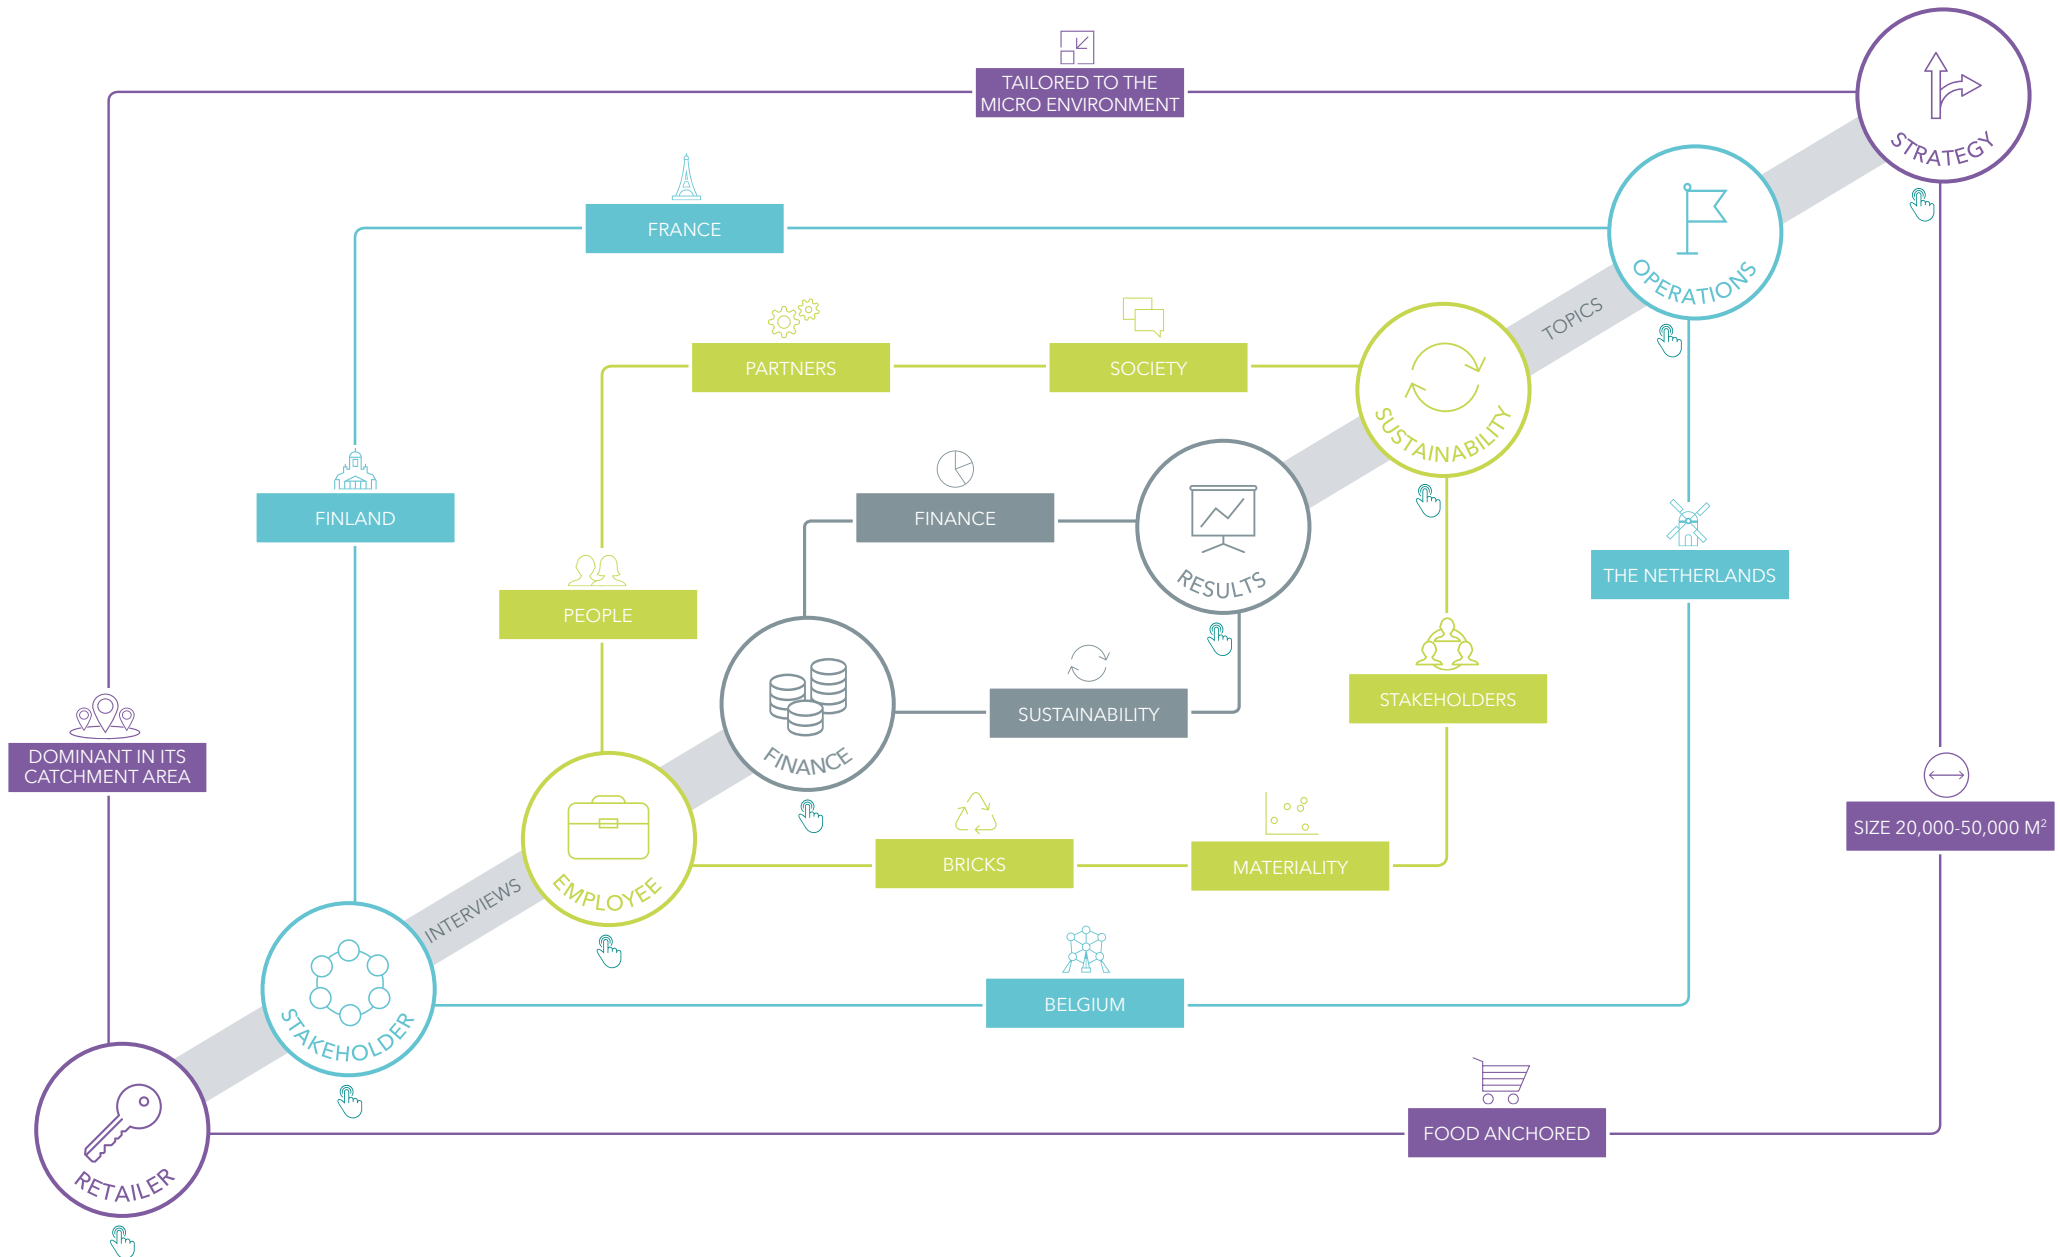 TAILORED TO THE
MICRO ENVIRONMENT
STRATEGY
FRANCE
OPERATIONS
TOPICS
PARTNERS
SOCIETY
SUSTAINABILITY
FINLAND
FINANCE
RESULTS
THE NETHERLANDS
PEOPLE
STAKEHOLDERS
SUSTAINABILITY
FINANCE
DOMINANT IN ITS
CATCHMENT AREA
SIZE 20,000-50,000 M²
BRICKS
MATERIALITY
EMPLOYEE
INTERVIEWS
BELGIUM
STAKEHOLDER
FOOD ANCHORED
RETAILER